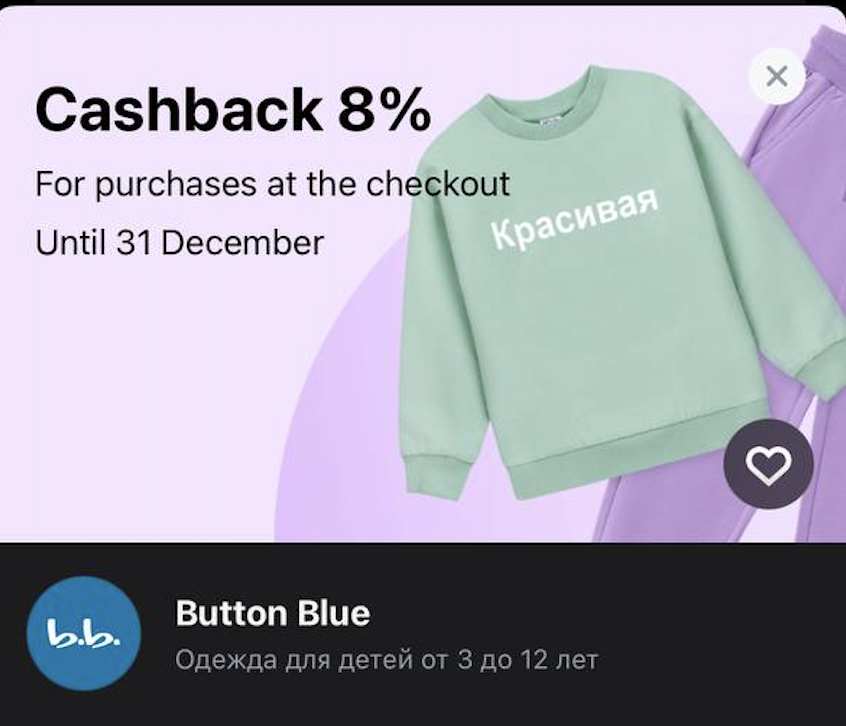 Cashback 8%
For purchases at the checkout
Until 31 December
Красивая
b.b.
Button Blue
Одежда для детей от 3 до 12 лет